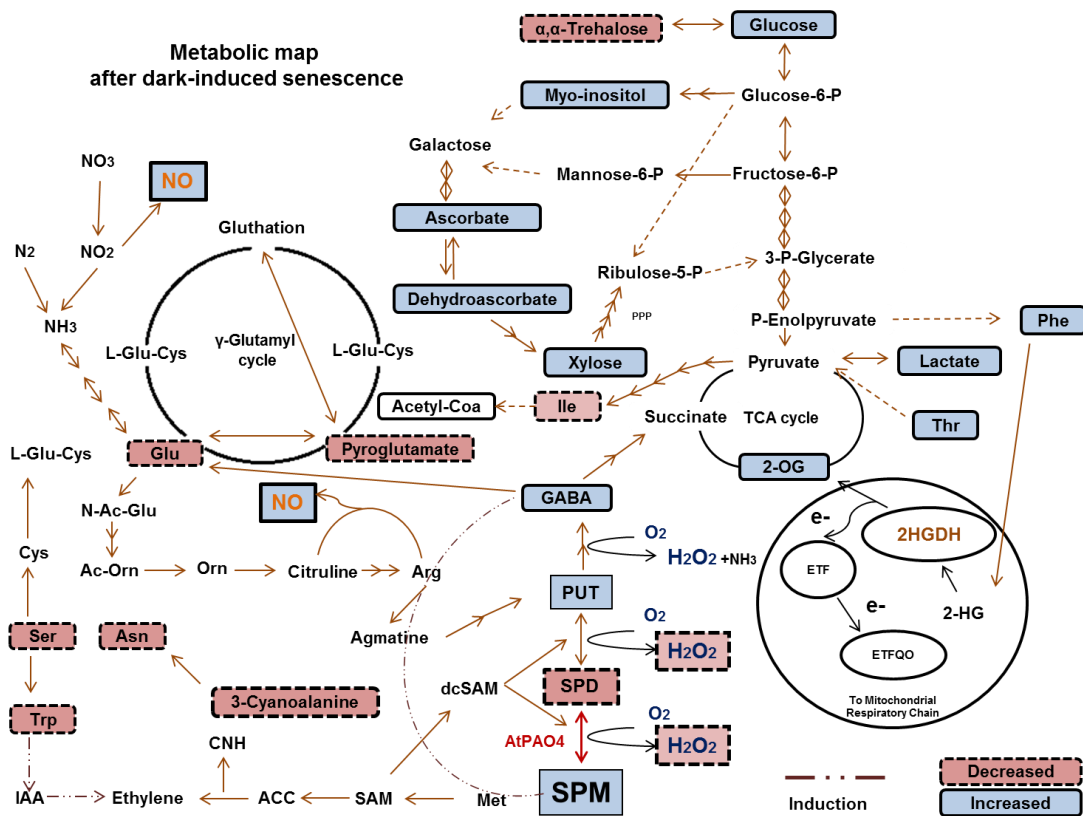 Metabolic map
after dark-induced senescence
α,α-Trehalose
Glucose
Myo-inositol
Glucose-6-P
Galactose
NO3
NO
Mannose-6-P
Fructose-6-P
Ascorbate
Gluthation
N2
NO2
Ribulose-5-P
3-P-Glycerate
Dehydroascorbate
NH3
PPP
P-Enolpyruvate
Phe
L-Glu-Cys
γ-Glutamyl
cycle
L-Glu-Cys
Xylose
Pyruvate
Lactate
Acetyl-Coa
Ile
Succinate
TCA cycle
Thr
L-Glu-Cys
Glu
Pyroglutamate
2-OG
NO
GABA
N-Ac-Glu
e-
O2
2HGDH
Cys
H2O2 +NH3
Ac-Orn
Orn
Citruline
Arg
ETF
PUT
e-
2-HG
Ser
Asn
Agmatine
O2
H2O2
ETFQO
dcSAM
SPD
3-Cyanoalanine
To Mitochondrial
Respiratory Chain
Trp
O2
CNH
AtPAO4
H2O2
IAA
Ethylene
ACC
SAM
Met
SPM
Induction
Decreased
Increased